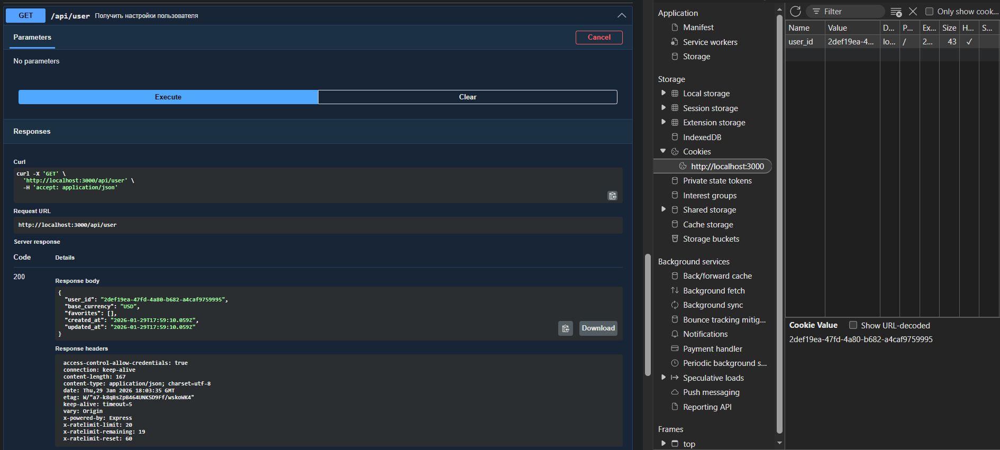 GET /api/user Получить настройки пользователя
Parameters
Cancel
No parameters
Execute
Clear
Responses
Curl
curl -X 'GET' \
'http://localhost:3000/api/user' \
-H 'accept: application/json'
Request URL
http://localhost:3000/api/user
Server response
Code Details
200
Response body
{
"user_id": "2def19ea-47fd-4a80-b682-a4caf9759995",
"base_currency": "USD",
"favorites": [],
"created_at": "2026-01-29T17:59:10.059Z",
"updated_at": "2026-01-29T17:59:10.059Z"
}
Download
Response headers
access-control-allow-credentials: true
connection: keep-alive
content-length: 167
content-type: application/json; charset=utf-8
date: Thu,29 Jan 2026 18:03:35 GMT
etag: W/"a7-k8qBsZpB464UNKSD9Ff/wskoWK4"
keep-alive: timeout=5
vary: Origin
x-powered-by: Express
x-ratelimit-limit: 20
x-ratelimit-remaining: 19
x-ratelimit-reset: 60
Application
Manifest
Service workers
Storage
Storage
Local storage
Session storage
Extension storage
IndexedDB
Cookies
http://localhost:3000
Private state tokens
Interest groups
Shared storage
Cache storage
Storage buckets
Background services
Back/forward cache
Background fetch
Background sync
Bounce tracking mitig...
Notifications
Payment handler
Periodic background s...
Speculative loads
Push messaging
Reporting API
Frames
top
Filter
Only show cook...
Name Value D... P... Ex... Size H... S...
user_id 2def19ea-4... lo... / 2... 43 ✓
Cookie Value Show URL-decoded
2def19ea-47fd-4a80-b682-a4caf9759995